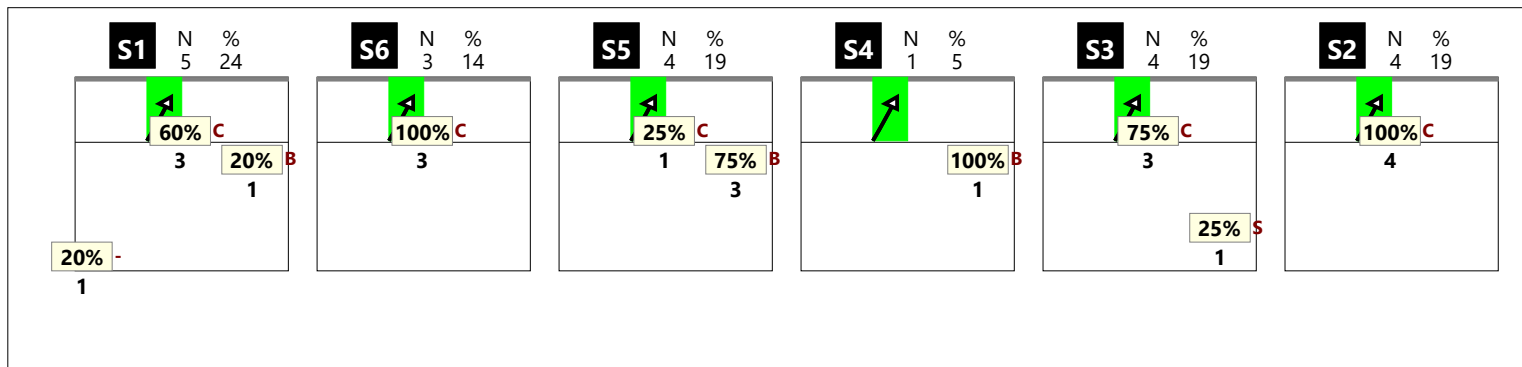 S1 N % S6 N % S5 N % S4 N % S3 N % S2 N %
5 24 3 14 4 19 1 5 4 19 4 19
60% C 100% C 25% C 75% C 100% C
3 20% B 3 1 75% B 100% B 3 4
1 3 1
25% S
20% - 1
1